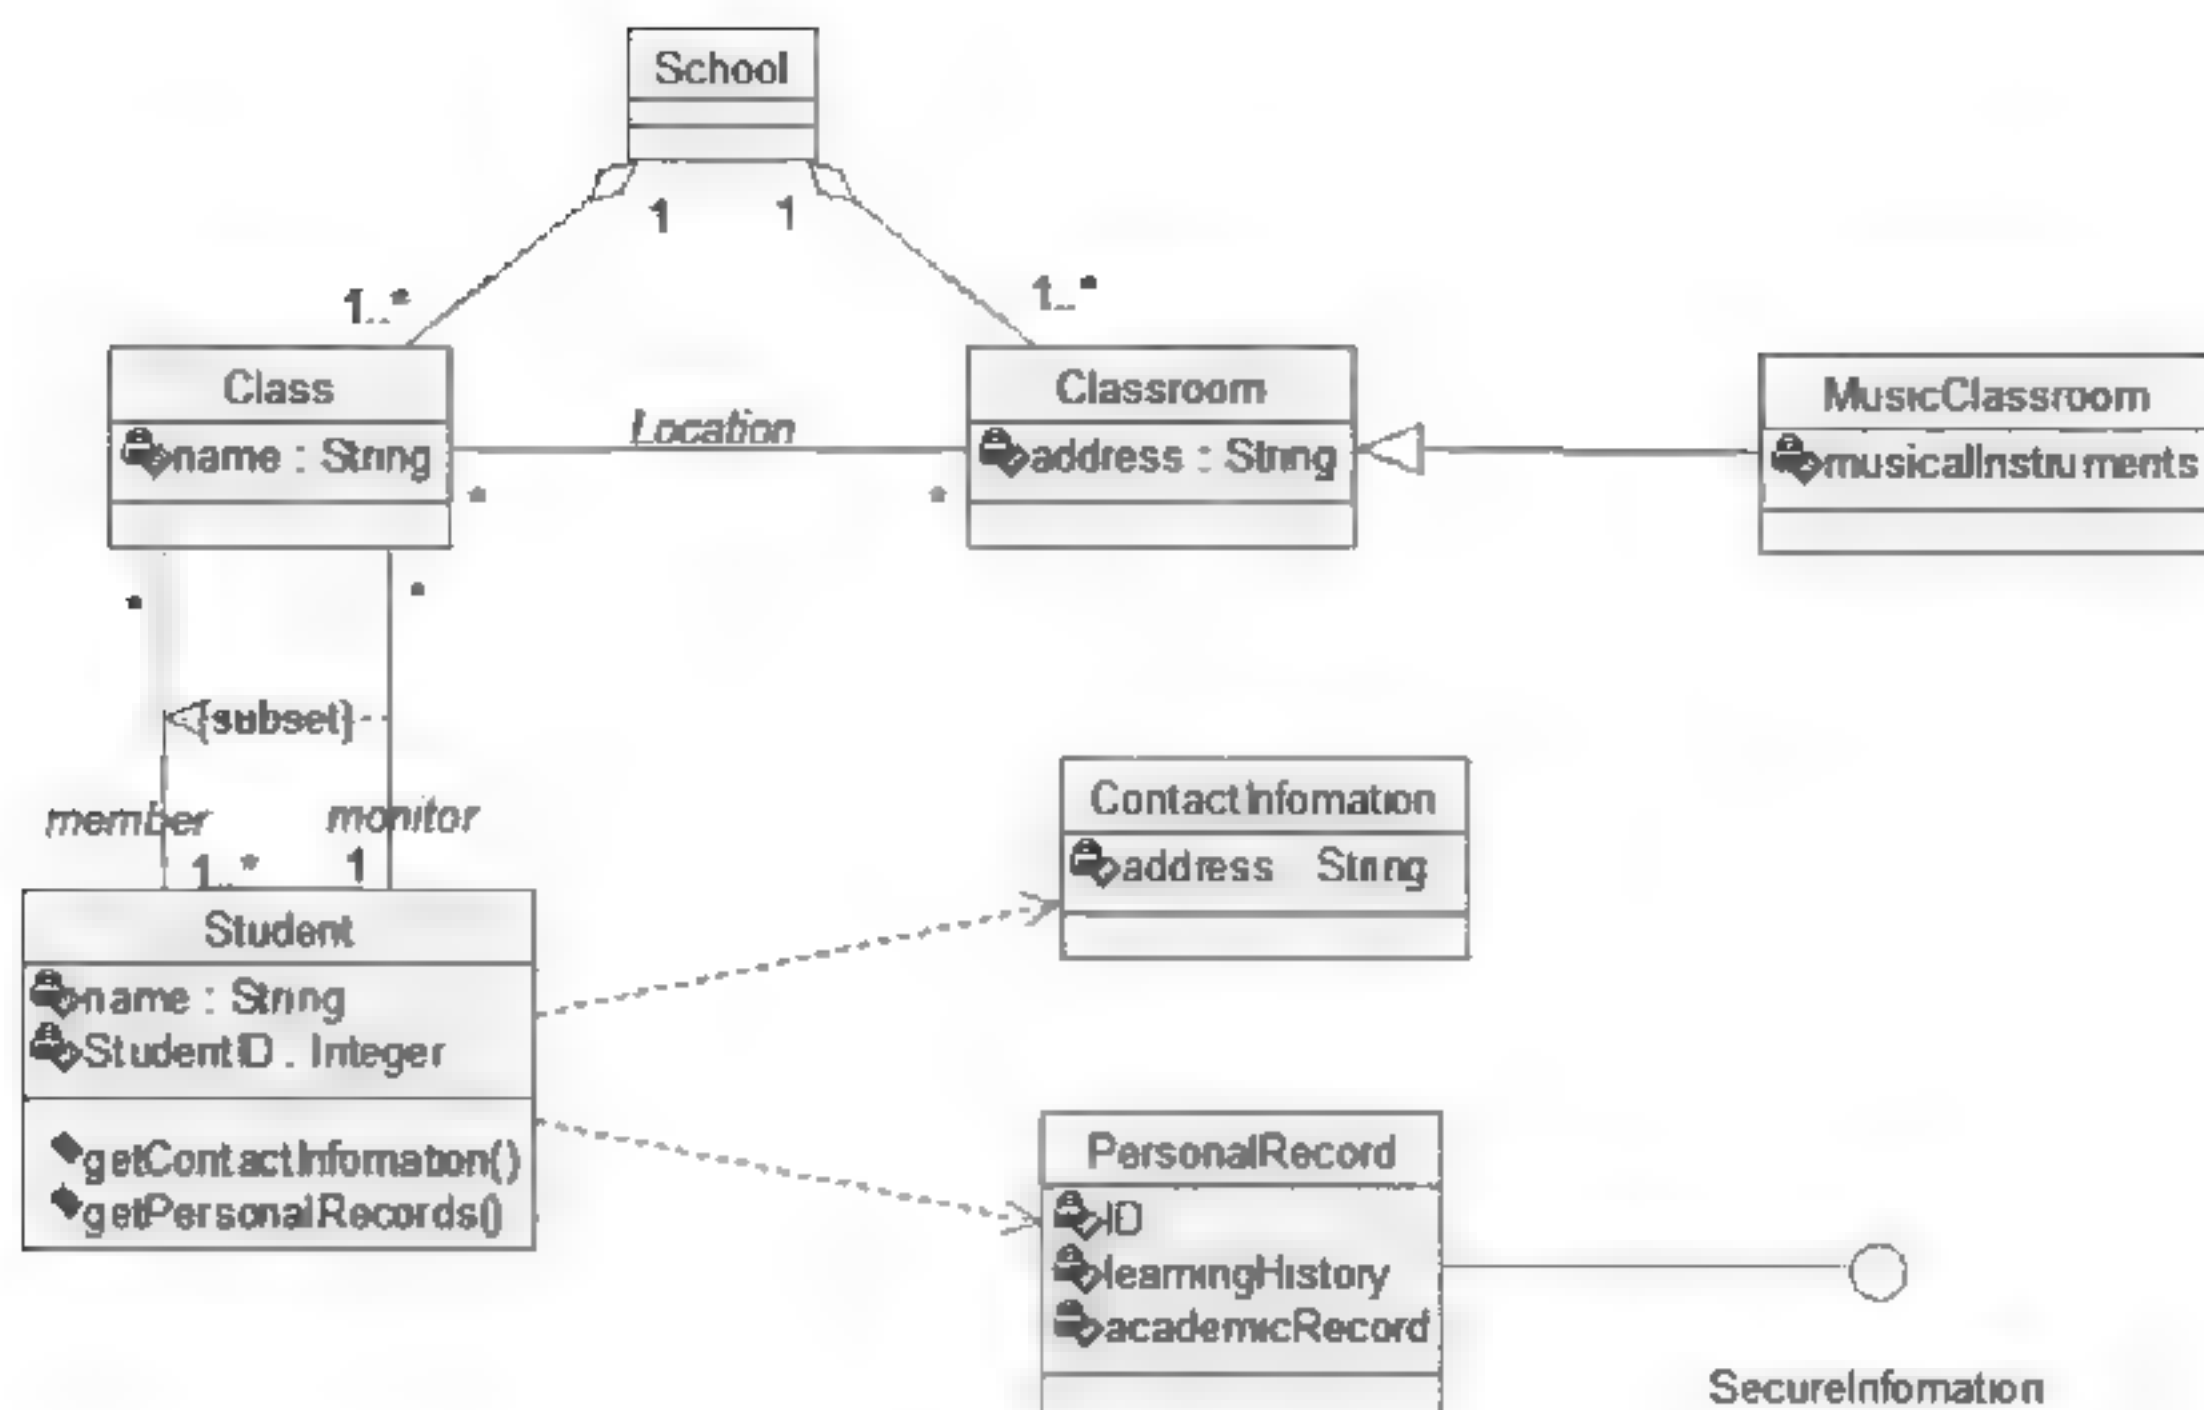 School
1
1
1..*
1..*
Class
name : String
Location
*
*
Classroom
address : String
MusicClassroom
musicalInstruments
*
*
{subset}
member
monitor
1..*
1
Student
name : String
StudentID : Integer
getContactInfomation()
getPersonalRecords()
ContactInfomation
address String
PersonalRecord
ID
learningHistory
academicRecord
SecureInfomation